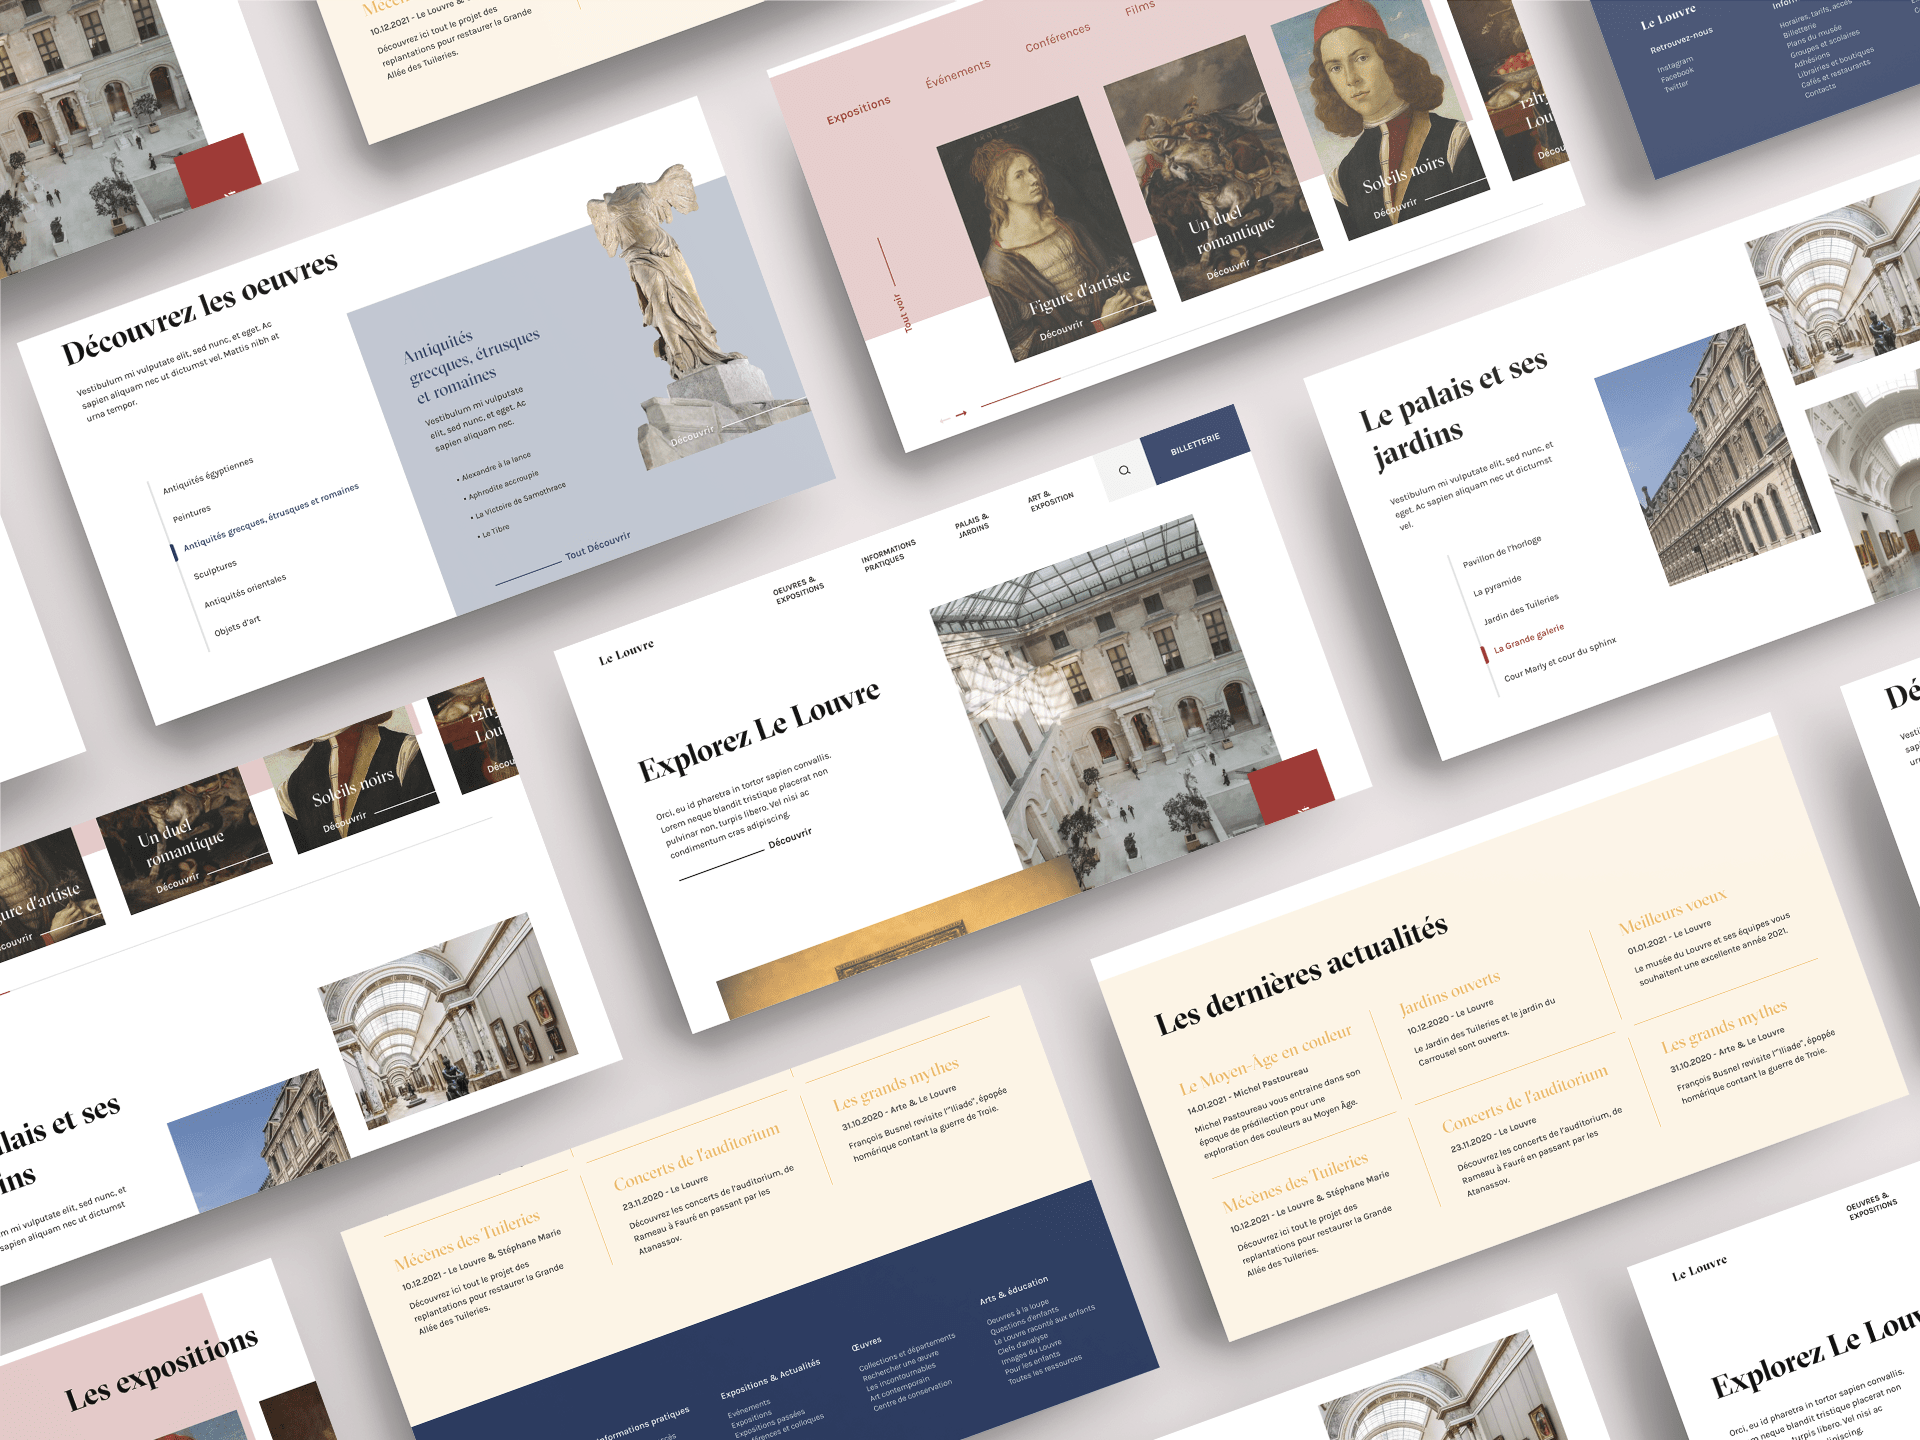 10.12.2021 - Le Louvre &
Découvrez ici tout le projet des
replantations pour restaurer la Grande
Allée des Tuileries.
Découvrez les oeuvres
Vestibulum mi vulputate elit, sed nunc, et eget. Ac
sapien aliquam nec ut dictumst vel. Mattis nibh at
urna tempor.
Antiquités égyptiennes
Peintures
Antiquités grecques, étrusques et romaines
Sculptures
Antiquités orientales
Objets d'art
Antiquités
grecques, étrusques
et romaines
Vestibulum mi vulputate
elit, sed nunc, et eget. Ac
sapien aliquam nec.
• Alexandre à la lance
• Aphrodite accroupie
• La Victoire de Samothrace
• Le Tibre
Découvrir
Tout Découvrir
Expositions
Événements
Conférences
Films
Tout voir
Figure d'artiste
Découvrir
Un duel
romantique
Découvrir
Soleils noirs
Découvrir
Le Louvre
Retrouvez-nous
Instagram
Facebook
Twitter
Horaires, tarifs, accès
Billetterie
Plans du musée
Groupes et scolaires
Adhésions
Librairies et boutiques
Cafés et restaurants
Contacts
Le palais et ses
jardins
Vestibulum mi vulputate elit, sed nunc, et
eget. Ac sapien aliquam nec ut dictumst
vel.
Pavillon de l'horloge
La pyramide
Jardin des Tuileries
La Grande galerie
Cour Marly et cour du sphinx
Le Louvre
OEUVRES &
EXPOSITIONS
INFORMATIONS
PRATIQUES
PALAIS &
JARDINS
ART &
EXPOSITION
BILLETTERIE
Explorez Le Louvre
Orci, eu id pharetra in tortor sapien convallis.
Lorem neque blandit tristique placerat non
pulvinar non, turpis libero. Vel nisi ac
condimentum cras adipiscing.
Découvrir
ure d'artiste
couvrir
Un duel
romantique
Découvrir
Soleils noirs
Découvrir
12h
Lou
Décou
lais et ses
ins
m mi vulputate elit, sed nunc, et
sapien aliquam nec ut dictumst
Les expositions
Mécènes des Tuileries
10.12.2021 - Le Louvre & Stéphane Marie
Découvrez ici tout le projet des
replantations pour restaurer la Grande
Allée des Tuileries.
Concerts de l'auditorium
23.11.2020 - Le Louvre
Découvrez les concerts de l'auditorium, de
Rameau à Fauré en passant par les
Atanassov.
Les grands mythes
31.10.2020 - Arte & Le Louvre
François Busnel revisite l'"Iliade", épopée
homérique contant la guerre de Troie.
nformations pratiques
Expositions & Actualités
Evénements
Expositions
Expositions passées
férences et colloques
Œuvres
Collections et départements
Rechercher une œuvre
Les incontournables
Art contemporain
Centre de conservation
Arts & éducation
Oeuvres à la loupe
Questions d'enfants
Le Louvre raconté aux enfants
Clefs d'analyse
Images du Louvre
Pour les enfants
Toutes les ressources
Les dernières actualités
Le Moyen-Âge en couleur
14.01.2021 - Michel Pastoureau
Michel Pastoureau vous entraine dans son
époque de prédilection pour une
exploration des couleurs au Moyen Âge.
Jardins ouverts
10.12.2020 - Le Louvre
Le Jardin des Tuileries et le jardin du
Carrousel sont ouverts.
Meilleurs voeux
01.01.2021 - Le Louvre
Le musée du Louvre et ses équipes vous
souhaitent une excellente année 2021.
Mécènes des Tuileries
10.12.2021 - Le Louvre & Stéphane Marie
Découvrez ici tout le projet des
replantations pour restaurer la Grande
Allée des Tuileries.
Concerts de l'auditorium
23.11.2020 - Le Louvre
Découvrez les concerts de l'auditorium, de
Rameau à Fauré en passant par les
Atanassov.
Les grands mythes
31.10.2020 - Arte & Le Louvre
François Busnel revisite l'"Iliade", épopée
homérique contant la guerre de Troie.
Dé
OEUVRES &
EXPOSITIONS
Le Louvre
Explorez Le Louv
Orci, eu id pharetra in tortor sapien convallis.
m neque blandit tristique placerat non
non, turpis libero. Vel nisi ac